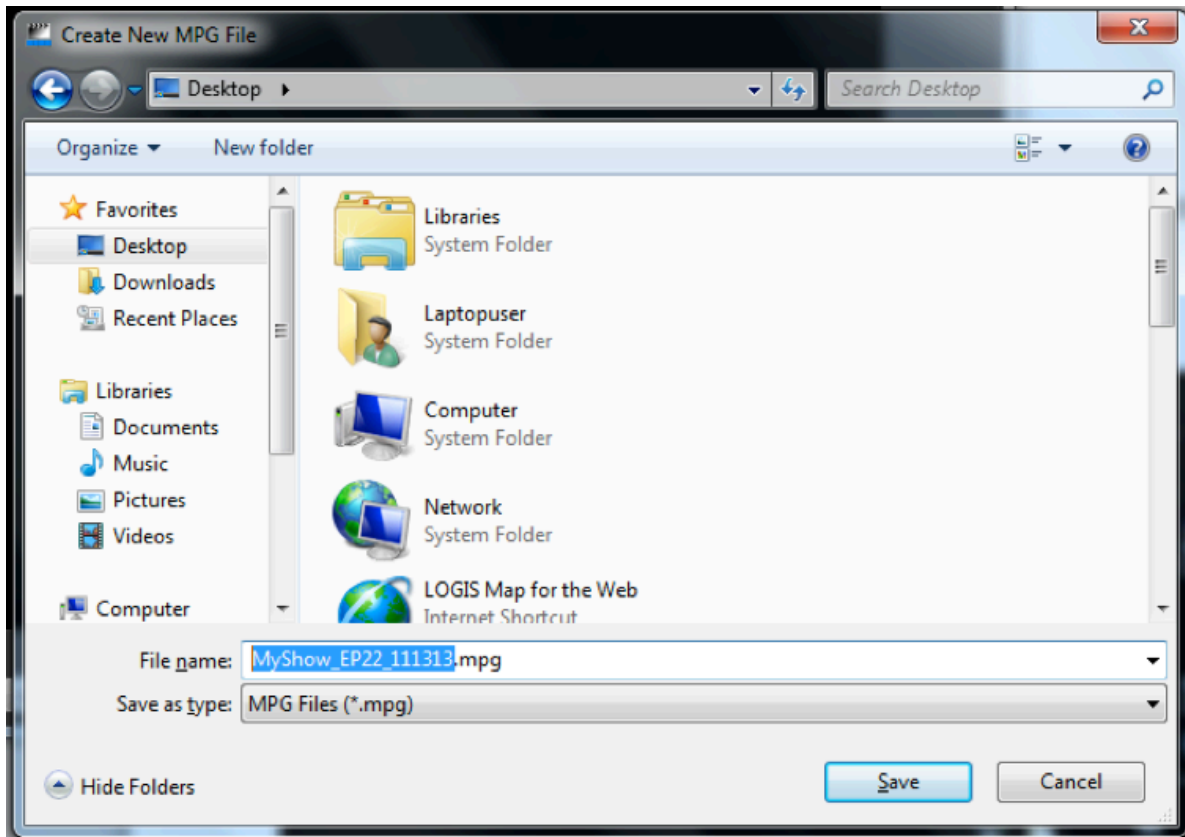 Create New MPG File
Desktop
Search Desktop
Organize
New folder
Favorites
Desktop
Downloads
Recent Places
Libraries
Documents
Music
Pictures
Videos
Computer
Libraries
System Folder
Laptopuser
System Folder
Computer
System Folder
Network
System Folder
LOGIS Map for the Web
Internet Shortcut
File name: MyShow_EP22_111313.mpg
Save as type: MPG Files (*.mpg)
Hide Folders
Save
Cancel